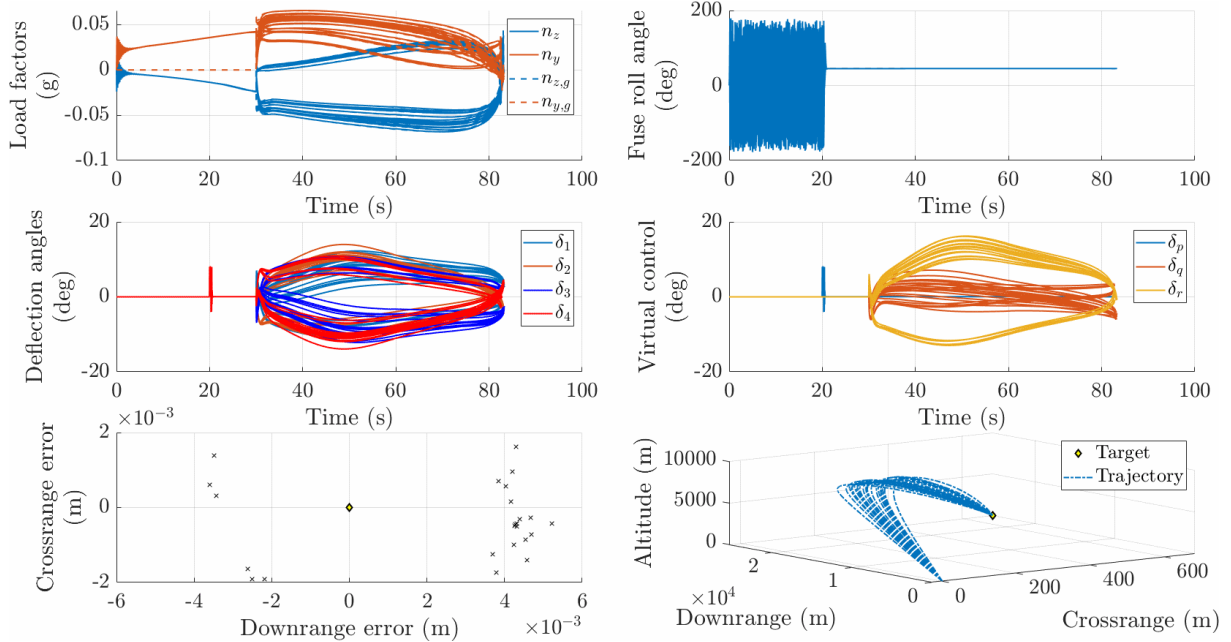 Load factors
(g)
0.05
0
-0.05
-0.1
0 20 40 60 80 100
Time (s)
n_z
n_y
n_{z,g}
n_{y,g}
Fuse roll angle
(deg)
200
0
-200
0 20 40 60 80 100
Time (s)
Deflection angles
(deg)
20
0
-20
0 20 40 60 80 100
Time (s)
δ_1
δ_2
δ_3
δ_4
Virtual control
(deg)
20
0
-20
0 20 40 60 80 100
Time (s)
δ_p
δ_q
δ_r
Crossrange error
(m)
×10^{-3}
2
0
-2
-6 -4 -2 0 2 4 6
Downrange error (m)
×10^{-3}
Altitude (m)
10000
5000
0
2 1 0
×10^4
Downrange
(m)
0 200 400 600
Crossrange (m)
Target
Trajectory